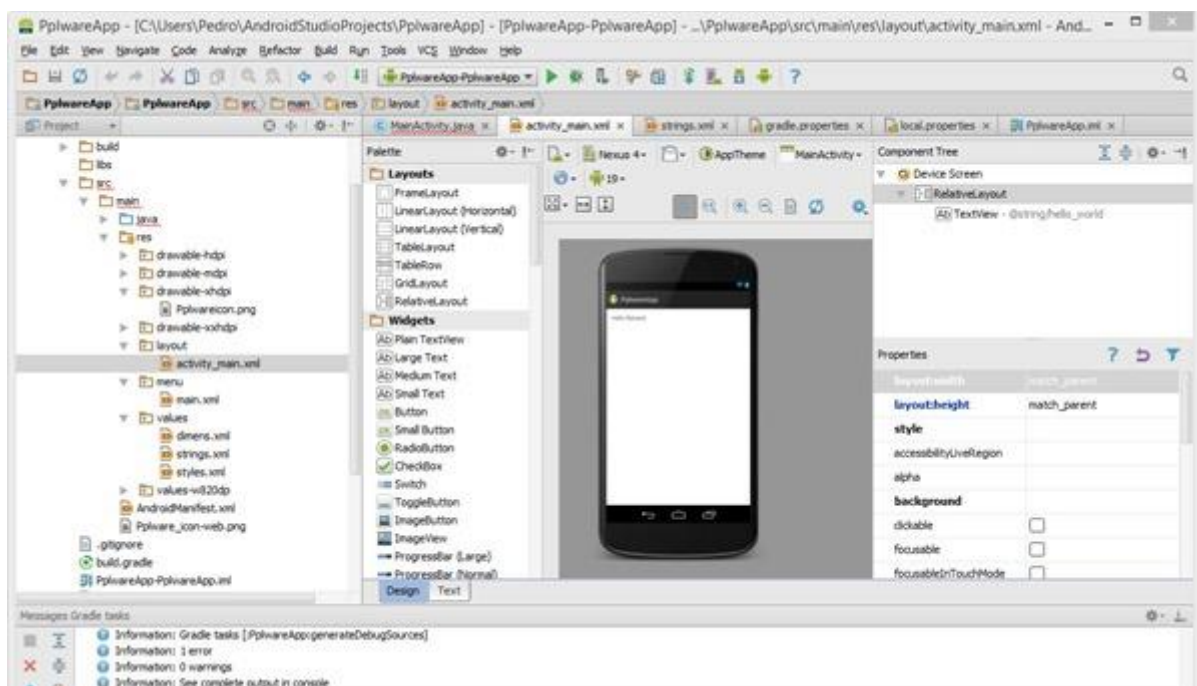 PplwareApp - [C:\Users\Pedro\AndroidStudioProjects\PplwareApp] - [PplwareApp-PplwareApp] - ...\PplwareApp\src\main\res\layout\activity_main.xml - And...
File Edit View Navigate Code Analyze Refactor Build Run Tools VCS Window Help
PplwareApp-PplwareApp
PplwareApp PplwareApp src main res layout activity_main.xml
Project
MainActivity.java activity_main.xml strings.xml gradle.properties local.properties PplwareApp.iml
build
libs
src
main
java
res
drawable-hdpi
drawable-mdpi
drawable-xhdpi
Pplwareicon.png
drawable-xxhdpi
layout
activity_main.xml
menu
main.xml
values
dimens.xml
strings.xml
styles.xml
values-w820dp
AndroidManifest.xml
Pplware_icon-web.png
.gitignore
build.gradle
PplwareApp-PplwareApp.iml
Palette
Layouts
FrameLayout
LinearLayout (Horizontal)
LinearLayout (Vertical)
TableLayout
TableRow
GridLayout
RelativeLayout
Widgets
Ab Plain TextView
Ab Large Text
Ab Medium Text
Ab Small Text
Button
Small Button
RadioButton
CheckBox
Switch
ToggleButton
ImageButton
ImageView
ProgressBar (Large)
ProgressBar (Normal)
Design Text
Nexus 4 AppTheme MainActivity
19
PplwareApp
Component Tree
Device Screen
RelativeLayout
Ab TextView - @string/hello_world
Properties
layout:width match_parent
layout:height match_parent
style
accessibilityLiveRegion
alpha
background
clickable
focusable
focusableInTouchMode
Messages Gradle tasks
Information: Gradle tasks [:PplwareApp:generateDebugSources]
Information: 1 error
Information: 0 warnings
Information: See complete output in console